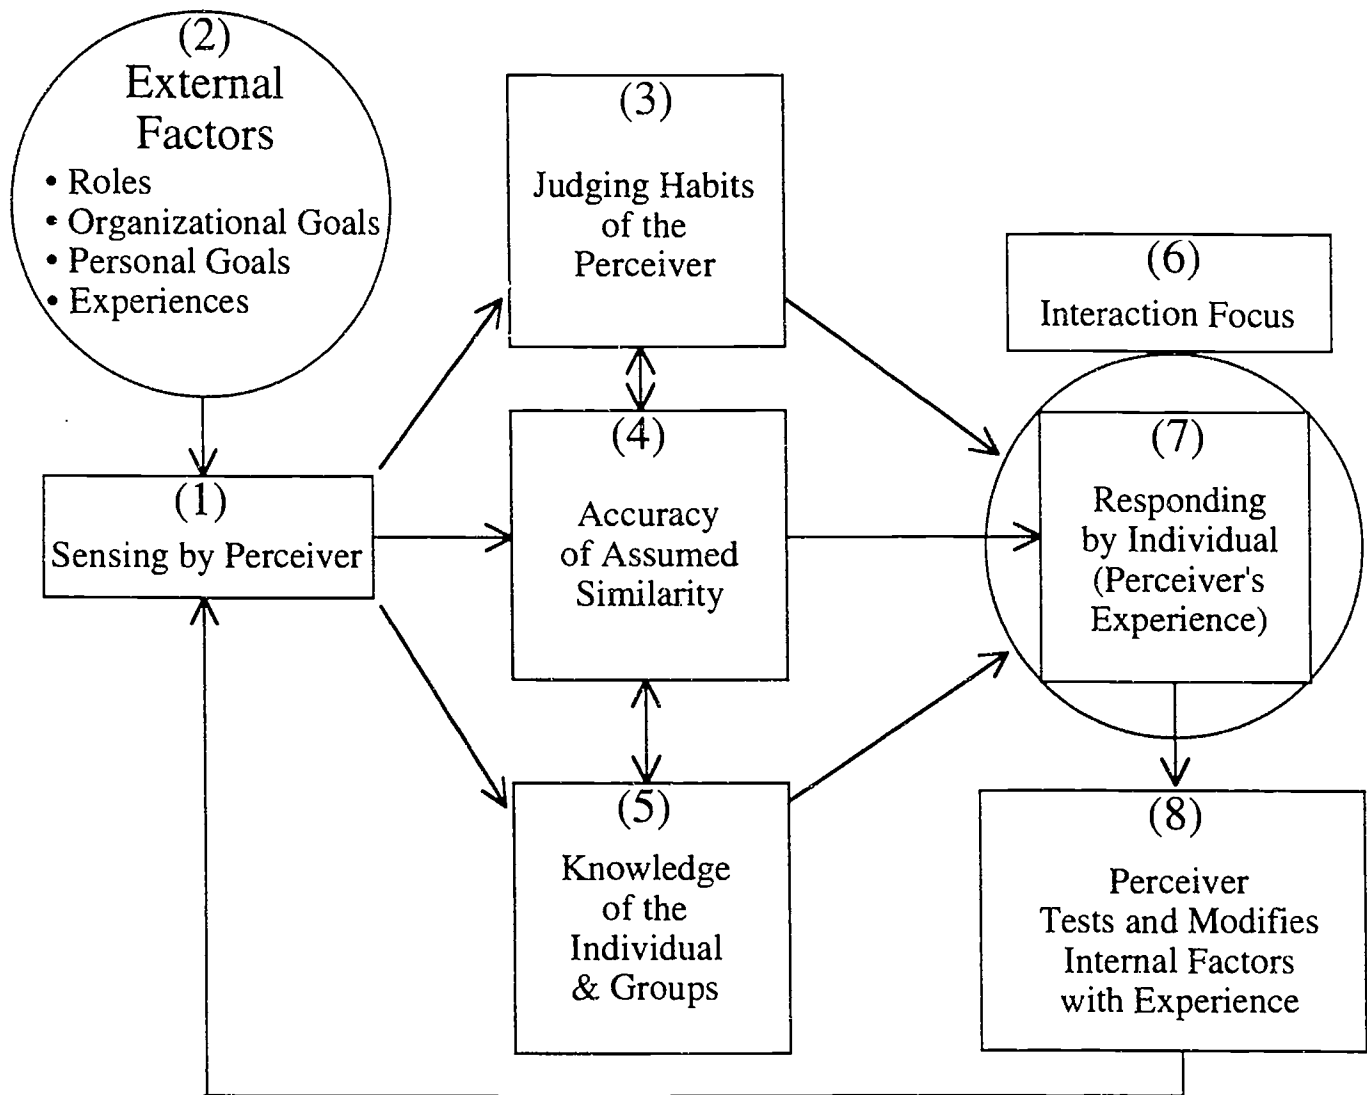 (2)
External
Factors
• Roles
• Organizational Goals
• Personal Goals
• Experiences
(1)
Sensing by Perceiver
(3)
Judging Habits
of the
Perceiver
(4)
Accuracy
of Assumed
Similarity
(5)
Knowledge
of the
Individual
& Groups
(6)
Interaction Focus
(7)
Responding
by Individual
(Perceiver's
Experience)
(8)
Perceiver
Tests and Modifies
Internal Factors
with Experience